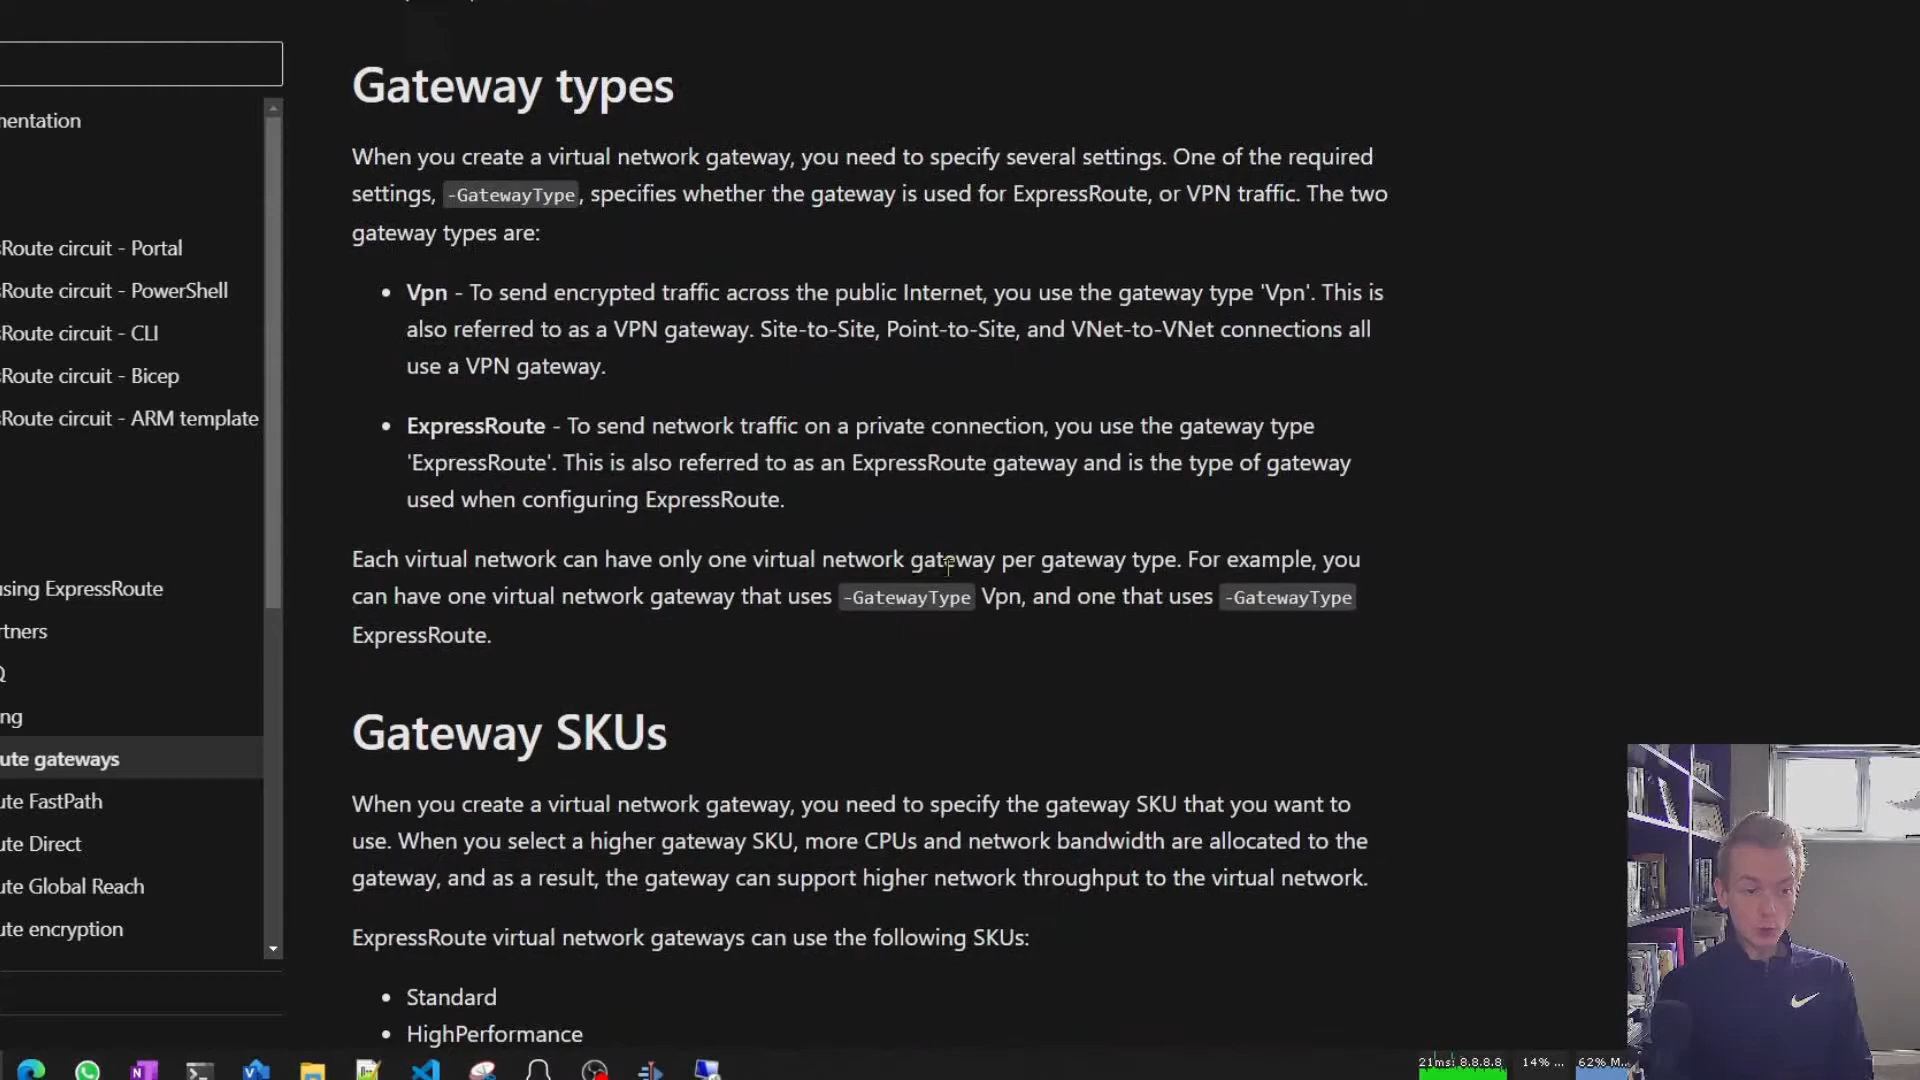 Gateway types
When you create a virtual network gateway, you need to specify several settings. One of the required
settings, -GatewayType, specifies whether the gateway is used for ExpressRoute, or VPN traffic. The two
gateway types are:
• Vpn - To send encrypted traffic across the public Internet, you use the gateway type 'Vpn'. This is
also referred to as a VPN gateway. Site-to-Site, Point-to-Site, and VNet-to-VNet connections all
use a VPN gateway.
• ExpressRoute - To send network traffic on a private connection, you use the gateway type
'ExpressRoute'. This is also referred to as an ExpressRoute gateway and is the type of gateway
used when configuring ExpressRoute.
Each virtual network can have only one virtual network gateway per gateway type. For example, you
can have one virtual network gateway that uses -GatewayType Vpn, and one that uses -GatewayType
ExpressRoute.
Gateway SKUs
When you create a virtual network gateway, you need to specify the gateway SKU that you want to
use. When you select a higher gateway SKU, more CPUs and network bandwidth are allocated to the
gateway, and as a result, the gateway can support higher network throughput to the virtual network.
ExpressRoute virtual network gateways can use the following SKUs:
• Standard
• HighPerformance
mentation
Route circuit - Portal
Route circuit - PowerShell
Route circuit - CLI
Route circuit - Bicep
Route circuit - ARM template
using ExpressRoute
rtners
Q
ng
ute gateways
ute FastPath
ute Direct
ute Global Reach
ute encryption
21ms: 8.8.8.8
14% ...
62% M...